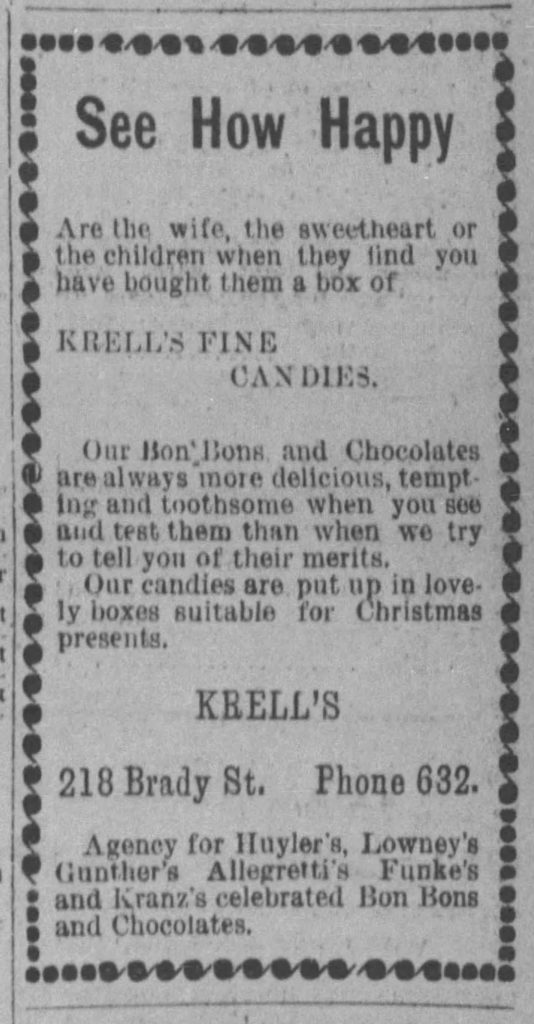 See How Happy
Are the wife, the sweetheart or
the children when they find you
have bought them a box of
KRELL'S FINE
CANDIES.
Our Bon Bons and Chocolates
are always more delicious, tempt-
ing and toothsome when you see
and test them than when we try
to tell you of their merits.
Our candies are put up in love-
ly boxes suitable for Christmas
presents.
KRELL'S
218 Brady St. Phone 632.
Agency for Huyler's, Lowney's
Gunther's Allegretti's Funke's
and Kranz's celebrated Bon Bons
and Chocolates.